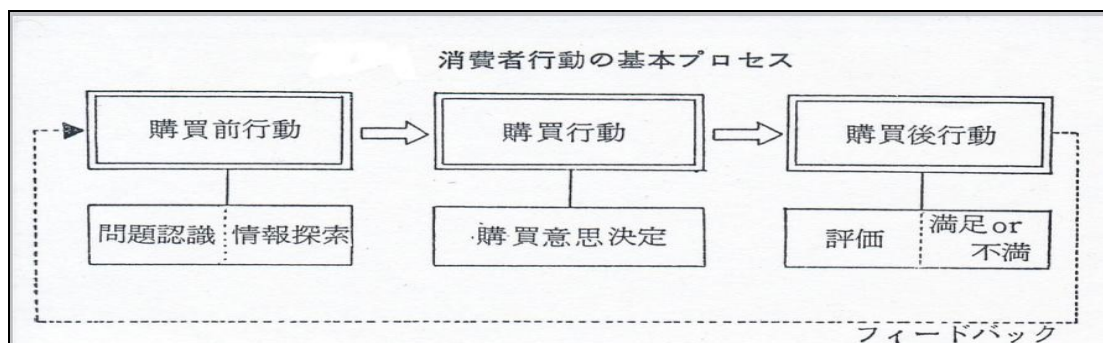 消費者行動の基本プロセス
購買前行動
購買行動
購買後行動
問題認識
情報探索
購買意思決定
評価
満足or
不満
フィードバック